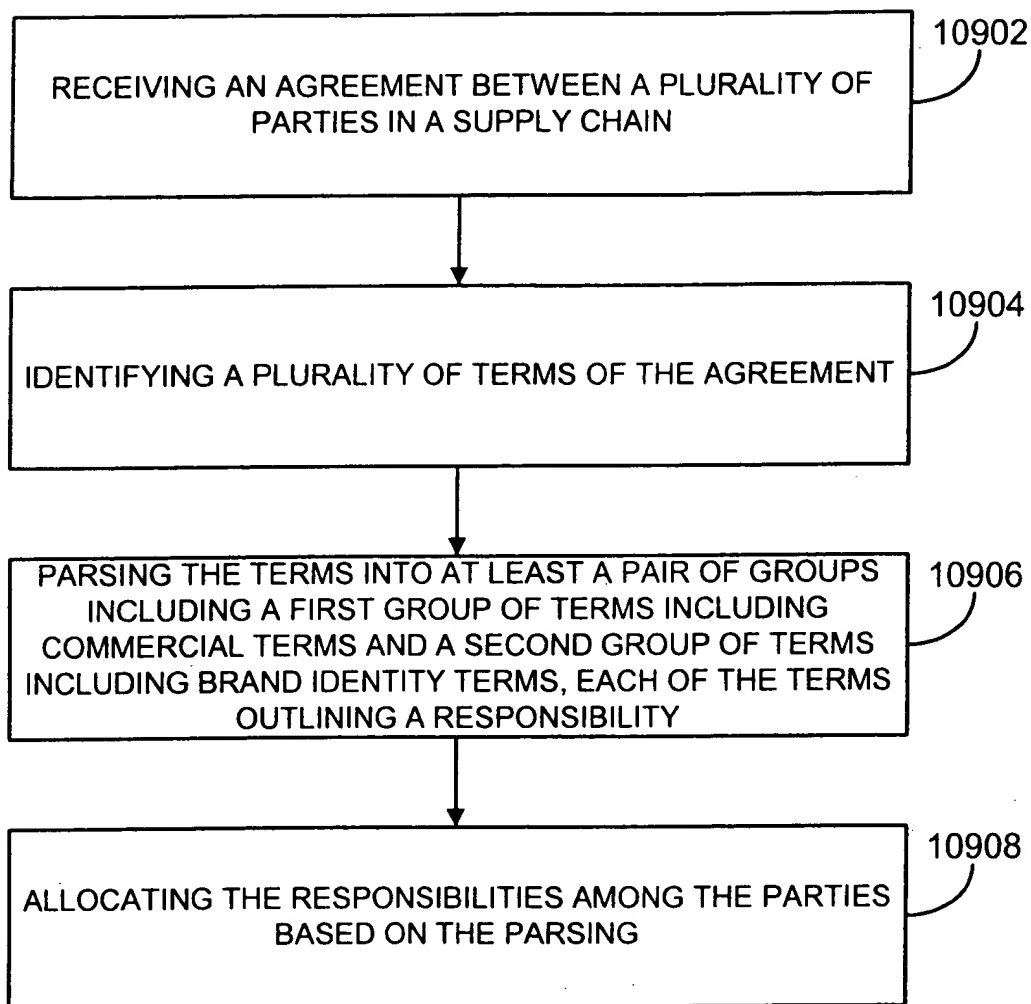 10902
RECEIVING AN AGREEMENT BETWEEN A PLURALITY OF
PARTIES IN A SUPPLY CHAIN
10904
IDENTIFYING A PLURALITY OF TERMS OF THE AGREEMENT
10906
PARSING THE TERMS INTO AT LEAST A PAIR OF GROUPS
INCLUDING A FIRST GROUP OF TERMS INCLUDING
COMMERCIAL TERMS AND A SECOND GROUP OF TERMS
INCLUDING BRAND IDENTITY TERMS, EACH OF THE TERMS
OUTLINING A RESPONSIBILITY
10908
ALLOCATING THE RESPONSIBILITIES AMONG THE PARTIES
BASED ON THE PARSING